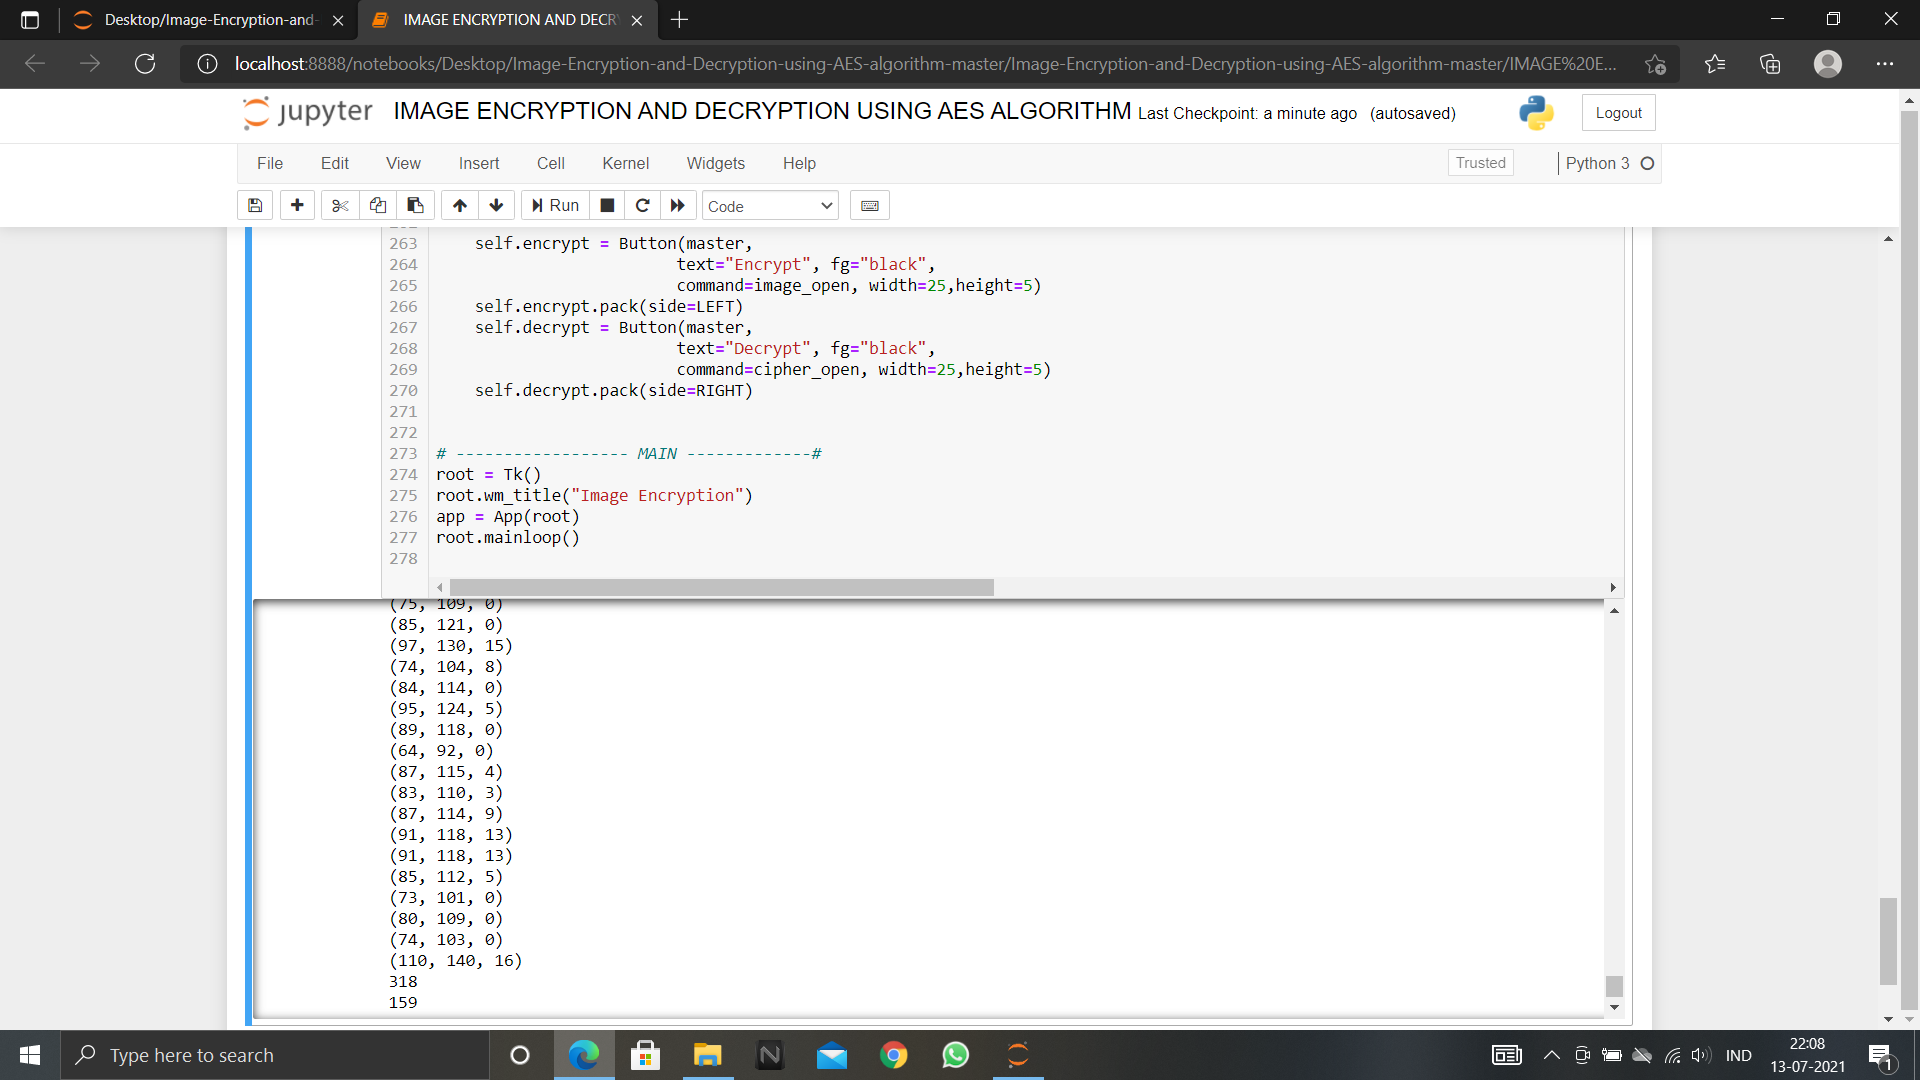 Desktop/Image-Encryption-and-
IMAGE ENCRYPTION AND DECR
localhost:8888/notebooks/Desktop/Image-Encryption-and-Decryption-using-AES-algorithm-master/Image-Encryption-and-Decryption-using-AES-algorithm-master/IMAGE%20E...
jupyter IMAGE ENCRYPTION AND DECRYPTION USING AES ALGORITHM Last Checkpoint: a minute ago (autosaved) Logout
File Edit View Insert Cell Kernel Widgets Help Trusted Python 3
Run Code
263 self.encrypt = Button(master,
264 text="Encrypt", fg="black",
265 command=image_open, width=25,height=5)
266 self.encrypt.pack(side=LEFT)
267 self.decrypt = Button(master,
268 text="Decrypt", fg="black",
269 command=cipher_open, width=25,height=5)
270 self.decrypt.pack(side=RIGHT)
271
272
273 # ------------------ MAIN -------------#
274 root = Tk()
275 root.wm_title("Image Encryption")
276 app = App(root)
277 root.mainloop()
278
(75, 109, 0)
(85, 121, 0)
(97, 130, 15)
(74, 104, 8)
(84, 114, 0)
(95, 124, 5)
(89, 118, 0)
(64, 92, 0)
(87, 115, 4)
(83, 110, 3)
(87, 114, 9)
(91, 118, 13)
(91, 118, 13)
(85, 112, 5)
(73, 101, 0)
(80, 109, 0)
(74, 103, 0)
(110, 140, 16)
318
159
Type here to search
IND
22:08
13-07-2021
1